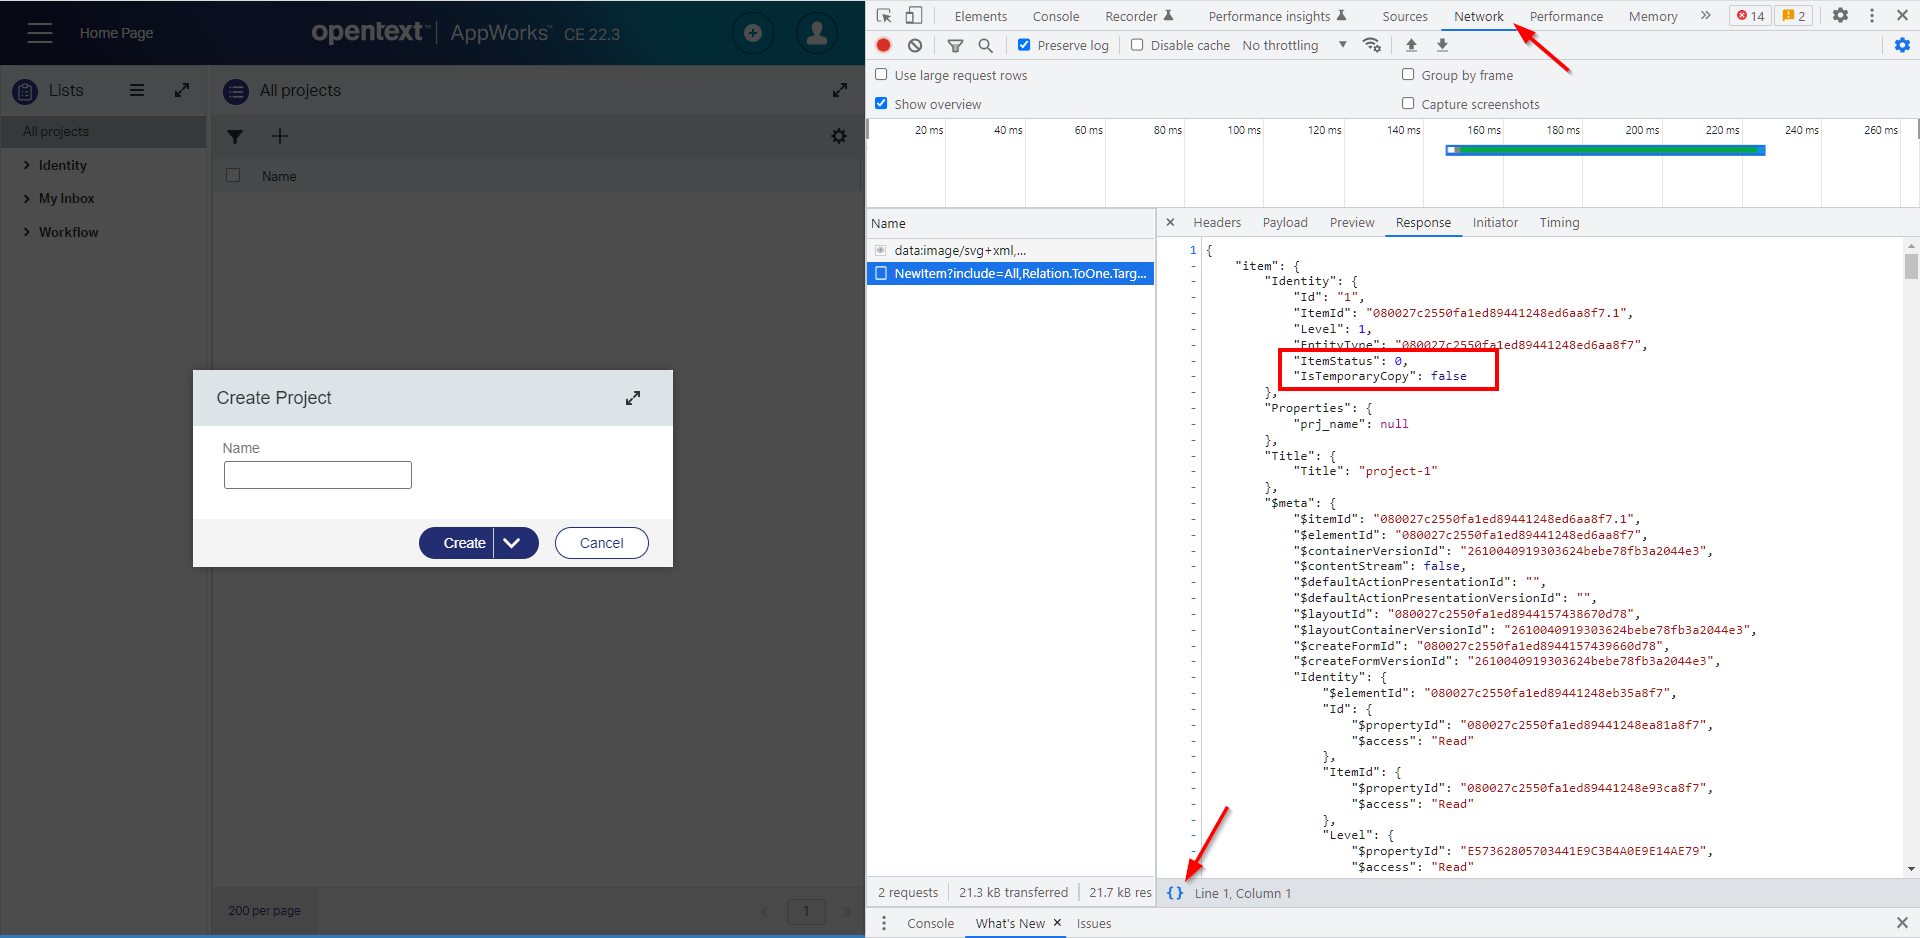 Home Page
opentext™ | AppWorks™ CE 22.3
Lists
All projects
Identity
My Inbox
Workflow
All projects
Name
Create Project
Name
Create
Cancel
200 per page
1
Elements Console Recorder Performance insights Sources Network Performance Memory 14 2
Preserve log Disable cache No throttling
Use large request rows Group by frame
Show overview Capture screenshots
20 ms 40 ms 60 ms 80 ms 100 ms 120 ms 140 ms 160 ms 180 ms 200 ms 220 ms 240 ms 260 ms
Name
data:image/svg+xml,...
NewItem?include=All,Relation.ToOne.Targ...
Headers Payload Preview Response Initiator Timing
1 {
"item": {
"Identity": {
"Id": "1",
"ItemId": "080027c2550fa1ed89441248ed6aa8f7.1",
"Level": 1,
"EntityType": "080027c2550fa1ed89441248ed6aa8f7",
"ItemStatus": 0,
"IsTemporaryCopy": false
},
"Properties": {
"prj_name": null
},
"Title": {
"Title": "project-1"
},
"$meta": {
"$itemId": "080027c2550fa1ed89441248ed6aa8f7.1",
"$elementId": "080027c2550fa1ed89441248ed6aa8f7",
"$containerVersionId": "2610040919303624bebe78fb3a2044e3",
"$contentStream": false,
"$defaultActionPresentationId": "",
"$defaultActionPresentationVersionId": "",
"$layoutId": "080027c2550fa1ed8944157438670d78",
"$layoutContainerVersionId": "2610040919303624bebe78fb3a2044e3",
"$createFormId": "080027c2550fa1ed8944157439660d78",
"$createFormVersionId": "2610040919303624bebe78fb3a2044e3",
"Identity": {
"$elementId": "080027c2550fa1ed89441248eb35a8f7",
"Id": {
"$propertyId": "080027c2550fa1ed89441248ea81a8f7",
"$access": "Read"
},
"ItemId": {
"$propertyId": "080027c2550fa1ed89441248e93ca8f7",
"$access": "Read"
},
"Level": {
"$propertyId": "E57362805703441E9C3B4A0E9E14AE79",
"$access": "Read"
2 requests 21.3 kB transferred 21.7 kB res
{} Line 1, Column 1
Console What's New Issues